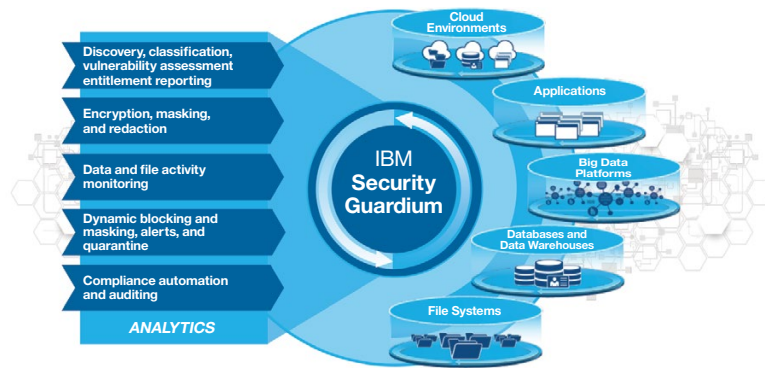 Discovery, classification,
vulnerability assessment
entitlement reporting
Encryption, masking,
and redaction
Data and file activity
monitoring
Dynamic blocking and
masking, alerts, and
quarantine
Compliance automation
and auditing
ANALYTICS
IBM
Security
Guardium
Cloud
Environments
Applications
Big Data
Platforms
Databases and
Data Warehouses
File Systems